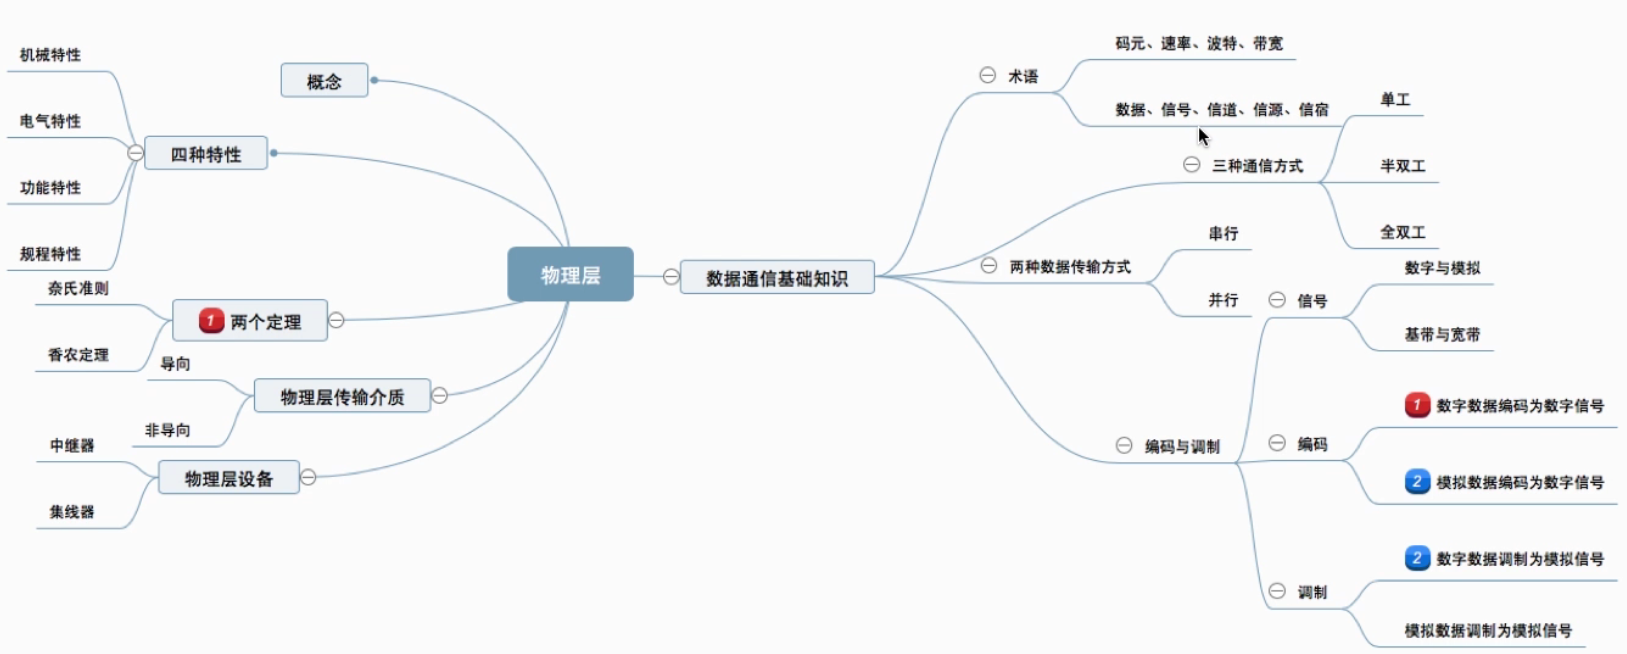 机械特性
电气特性
功能特性
规程特性
四种特性
概念
奈氏准则
香农定理
1 两个定理
导向
非导向
物理层传输介质
中继器
集线器
物理层设备
物理层
数据通信基础知识
术语
码元、速率、波特、带宽
数据、信号、信道、信源、信宿
三种通信方式
单工
半双工
全双工
两种数据传输方式
串行
并行
编码与调制
信号
数字与模拟
基带与宽带
编码
1 数字数据编码为数字信号
2 模拟数据编码为数字信号
调制
2 数字数据调制为模拟信号
模拟数据调制为模拟信号